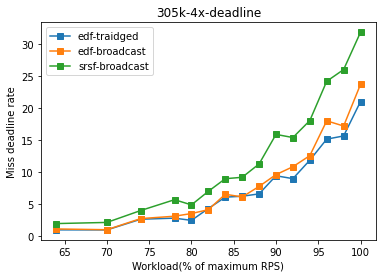 305k-4x-deadline
edf-traidged
edf-broadcast
srsf-broadcast
Miss deadline rate
30
25
20
15
10
5
0
65 70 75 80 85 90 95 100
Workload(% of maximum RPS)